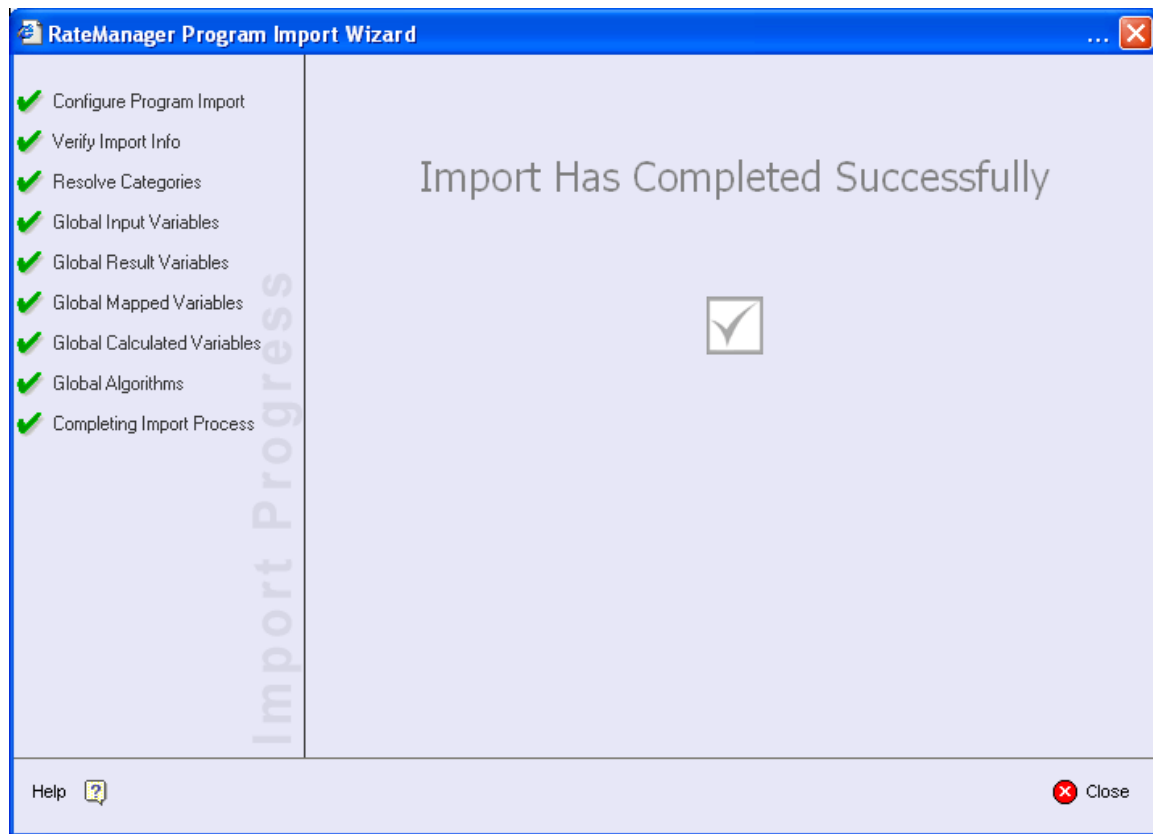 RateManager Program Import Wizard ...
Configure Program Import
Verify Import Info
Resolve Categories
Global Input Variables
Global Result Variables
Global Mapped Variables
Global Calculated Variables
Global Algorithms
Completing Import Process
Import Progress
Import Has Completed Successfully
Help ?
Close